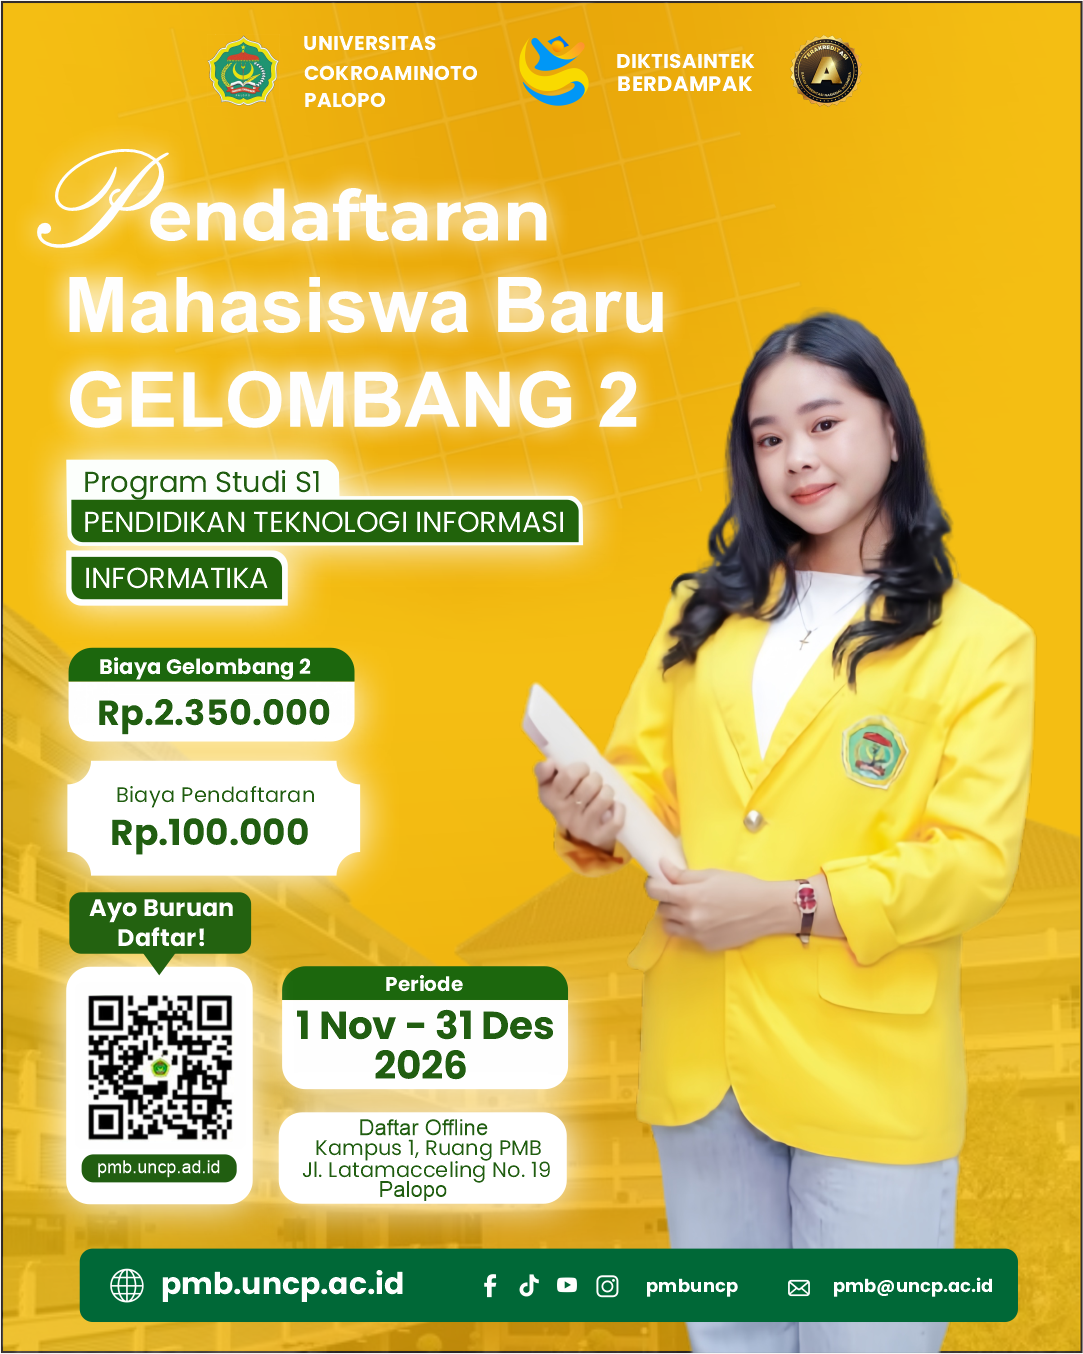 UNIVERSITAS
COKROAMINOTO
PALOPO
DIKTISAINTEK
BERDAMPAK
TERAKREDITASI
A
Pendaftaran
Mahasiswa Baru
GELOMBANG 2
Program Studi S1
PENDIDIKAN TEKNOLOGI INFORMASI
INFORMATIKA
Biaya Gelombang 2
Rp.2.350.000
Biaya Pendaftaran
Rp.100.000
Ayo Buruan
Daftar!
pmb.uncp.ad.id
Periode
1 Nov - 31 Des
2026
Daftar Offline
Kampus 1, Ruang PMB
Jl. Latamacceling No. 19
Palopo
pmb.uncp.ac.id
pmbuncp
pmb@uncp.ac.id